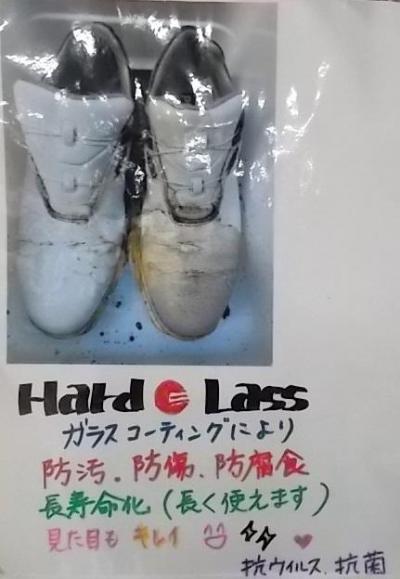 Hard G Lass
ガラスコーティングにより
防汚。防傷、防腐食
長寿命化(長く使えます)
見た目も キレイ
抗ウイルス、抗菌